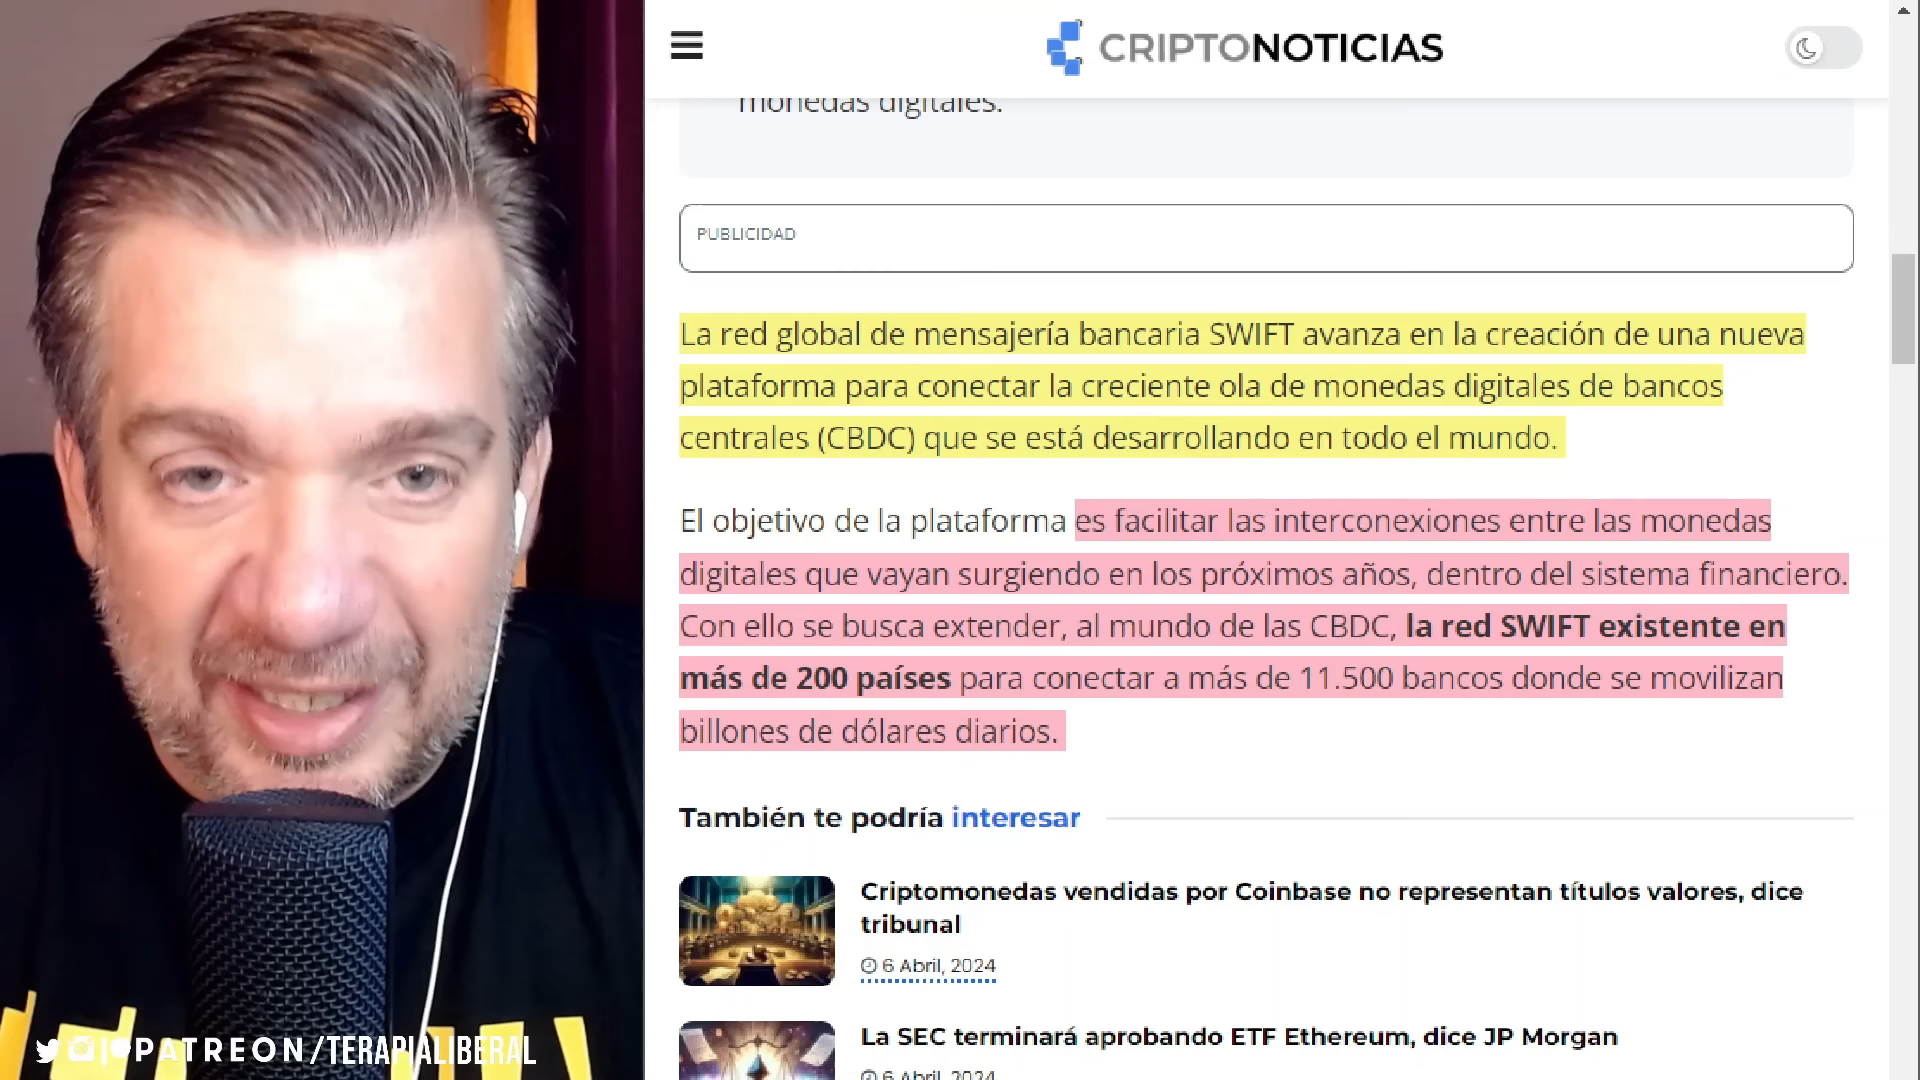 CRIPTONOTICIAS
monedas digitales.
PUBLICIDAD
La red global de mensajería bancaria SWIFT avanza en la creación de una nueva
plataforma para conectar la creciente ola de monedas digitales de bancos
centrales (CBDC) que se está desarrollando en todo el mundo.
El objetivo de la plataforma es facilitar las interconexiones entre las monedas
digitales que vayan surgiendo en los próximos años, dentro del sistema financiero.
Con ello se busca extender, al mundo de las CBDC, la red SWIFT existente en
más de 200 países para conectar a más de 11.500 bancos donde se movilizan
billones de dólares diarios.
También te podría interesar
Criptomonedas vendidas por Coinbase no representan títulos valores, dice
tribunal
6 Abril, 2024
La SEC terminará aprobando ETF Ethereum, dice JP Morgan
6 Abril, 2024
PATREON/TERAPIALIBERAL